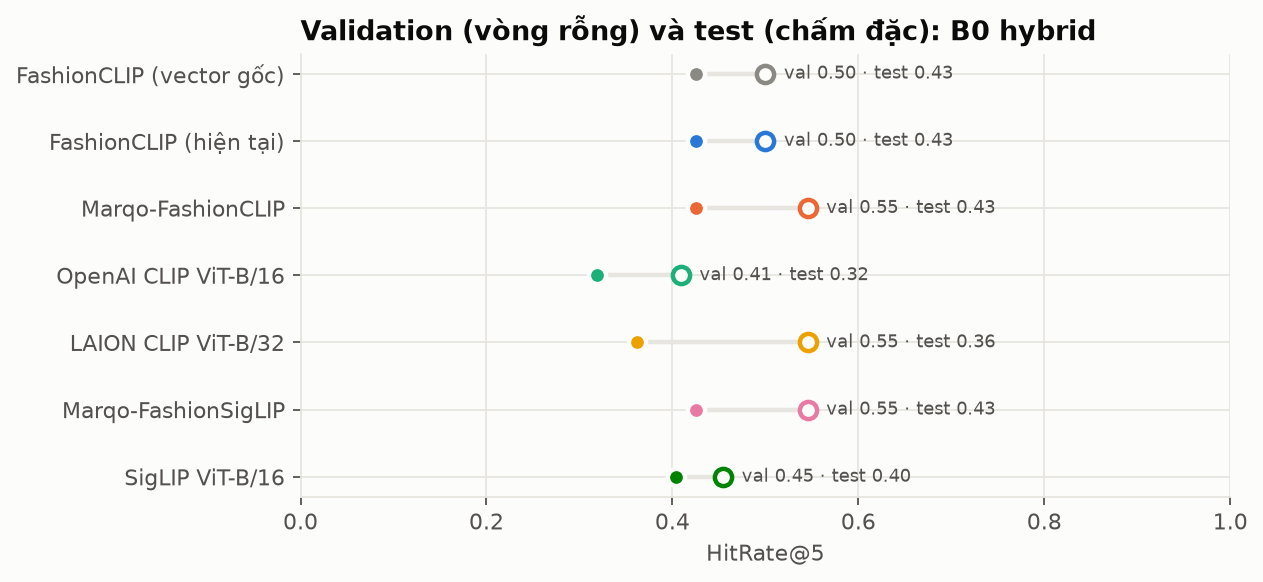 Validation (vòng rỗng) và test (chấm đặc): B0 hybrid
FashionCLIP (vector gốc)
val 0.50 · test 0.43
FashionCLIP (hiện tại)
val 0.50 · test 0.43
Marqo-FashionCLIP
val 0.55 · test 0.43
OpenAI CLIP ViT-B/16
val 0.41 · test 0.32
LAION CLIP ViT-B/32
val 0.55 · test 0.36
Marqo-FashionSigLIP
val 0.55 · test 0.43
SigLIP ViT-B/16
val 0.45 · test 0.40
0.0 0.2 0.4 0.6 0.8 1.0
HitRate@5